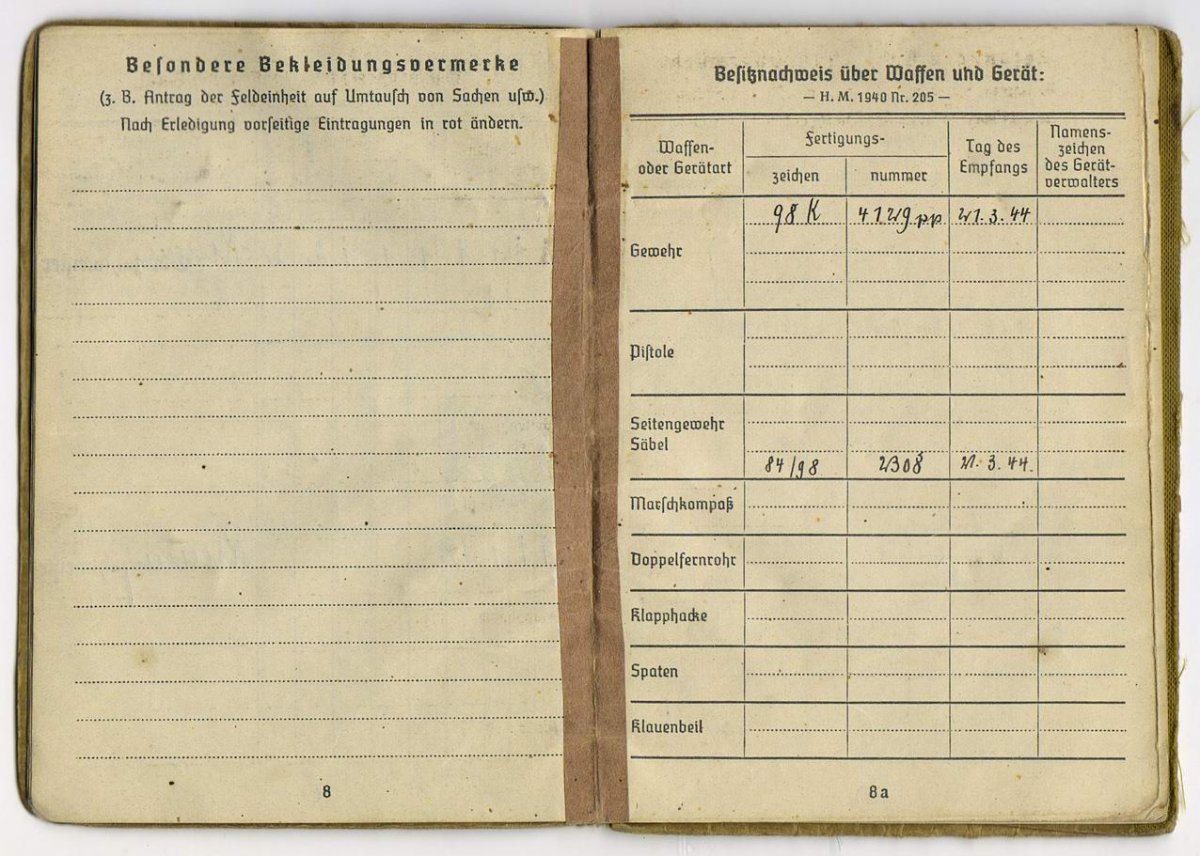 Besondere Bekleidungsvermerke
(z. B. Antrag der Feldeinheit auf Umtausch von Sachen usw.)
Nach Erledigung vorseitige Eintragungen in rot ändern.
8
Besitznachweis über Waffen und Gerät:
— H. M. 1940 Nr. 205 —
Waffen- oder Gerätart
Fertigungs-
zeichen
nummer
Tag des Empfangs
Namens- zeichen des Gerät- verwalters
Gewehr
98 K 4129 pp 21. 3. 44
Pistole
Seitengewehr
Säbel
84/98 2308 21. 3. 44.
Marschkompaß
Doppelfernrohr
Klapphacke
Spaten
Klauenbeil
8a